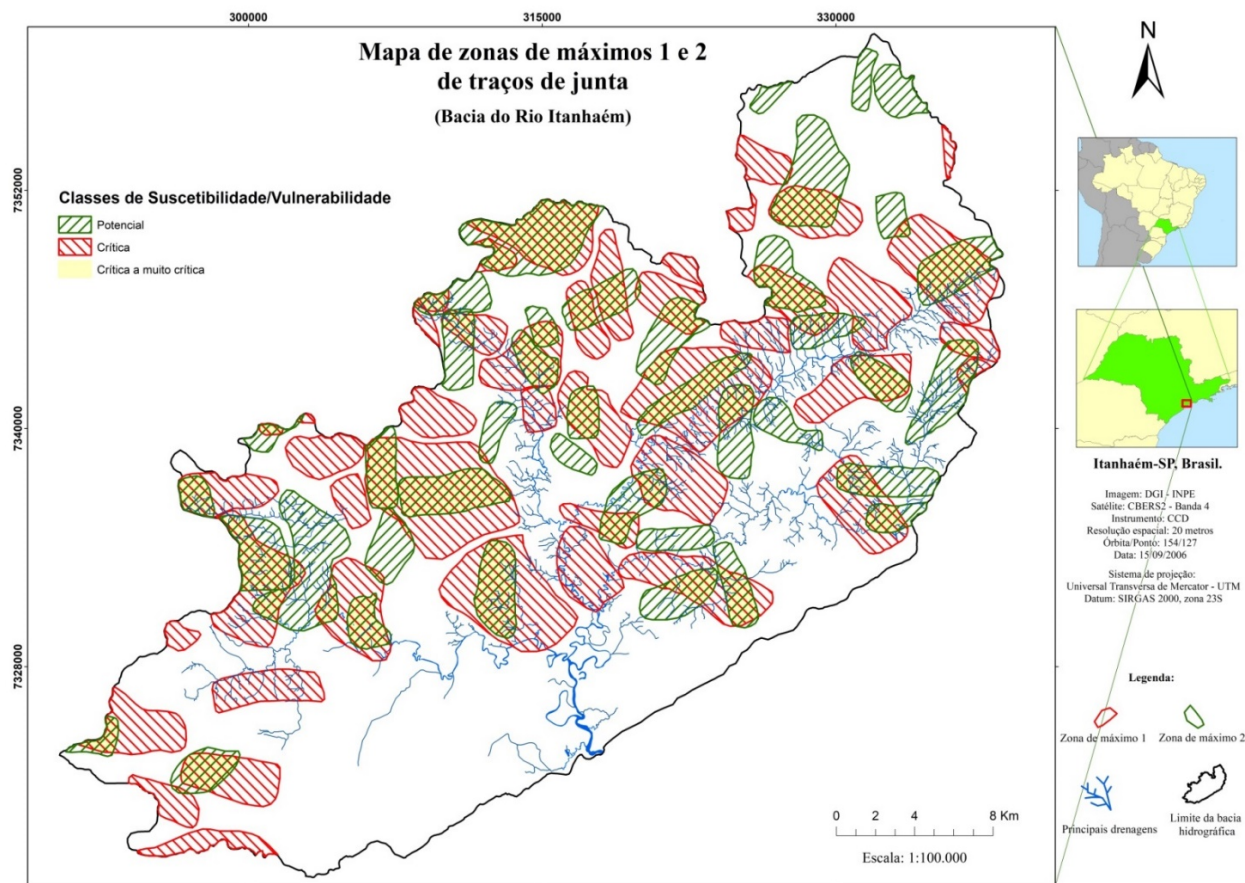 300000
315000
330000
Mapa de zonas de máximos 1 e 2
de traços de junta
(Bacia do Rio Itanhaém)
N
7352000
7340000
7328000
Classes de Suscetibilidade/Vulnerabilidade
Potencial
Crítica
Crítica a muito crítica
Itanhaém-SP, Brasil.
Imagem: DGI - INPE
Satélite: CBERS2 - Banda 4
Instrumento: CCD
Resolução espacial: 20 metros
Órbita/Ponto: 154/127
Data: 15/09/2006
Sistema de projeção:
Universal Transversa de Mercator - UTM
Datum: SIRGAS 2000, zona 23S
Legenda:
Zona de máximo 1
Zona de máximo 2
Principais drenagens
Limite da bacia
hidrográfica
0 2 4 8 Km
Escala: 1:100.000